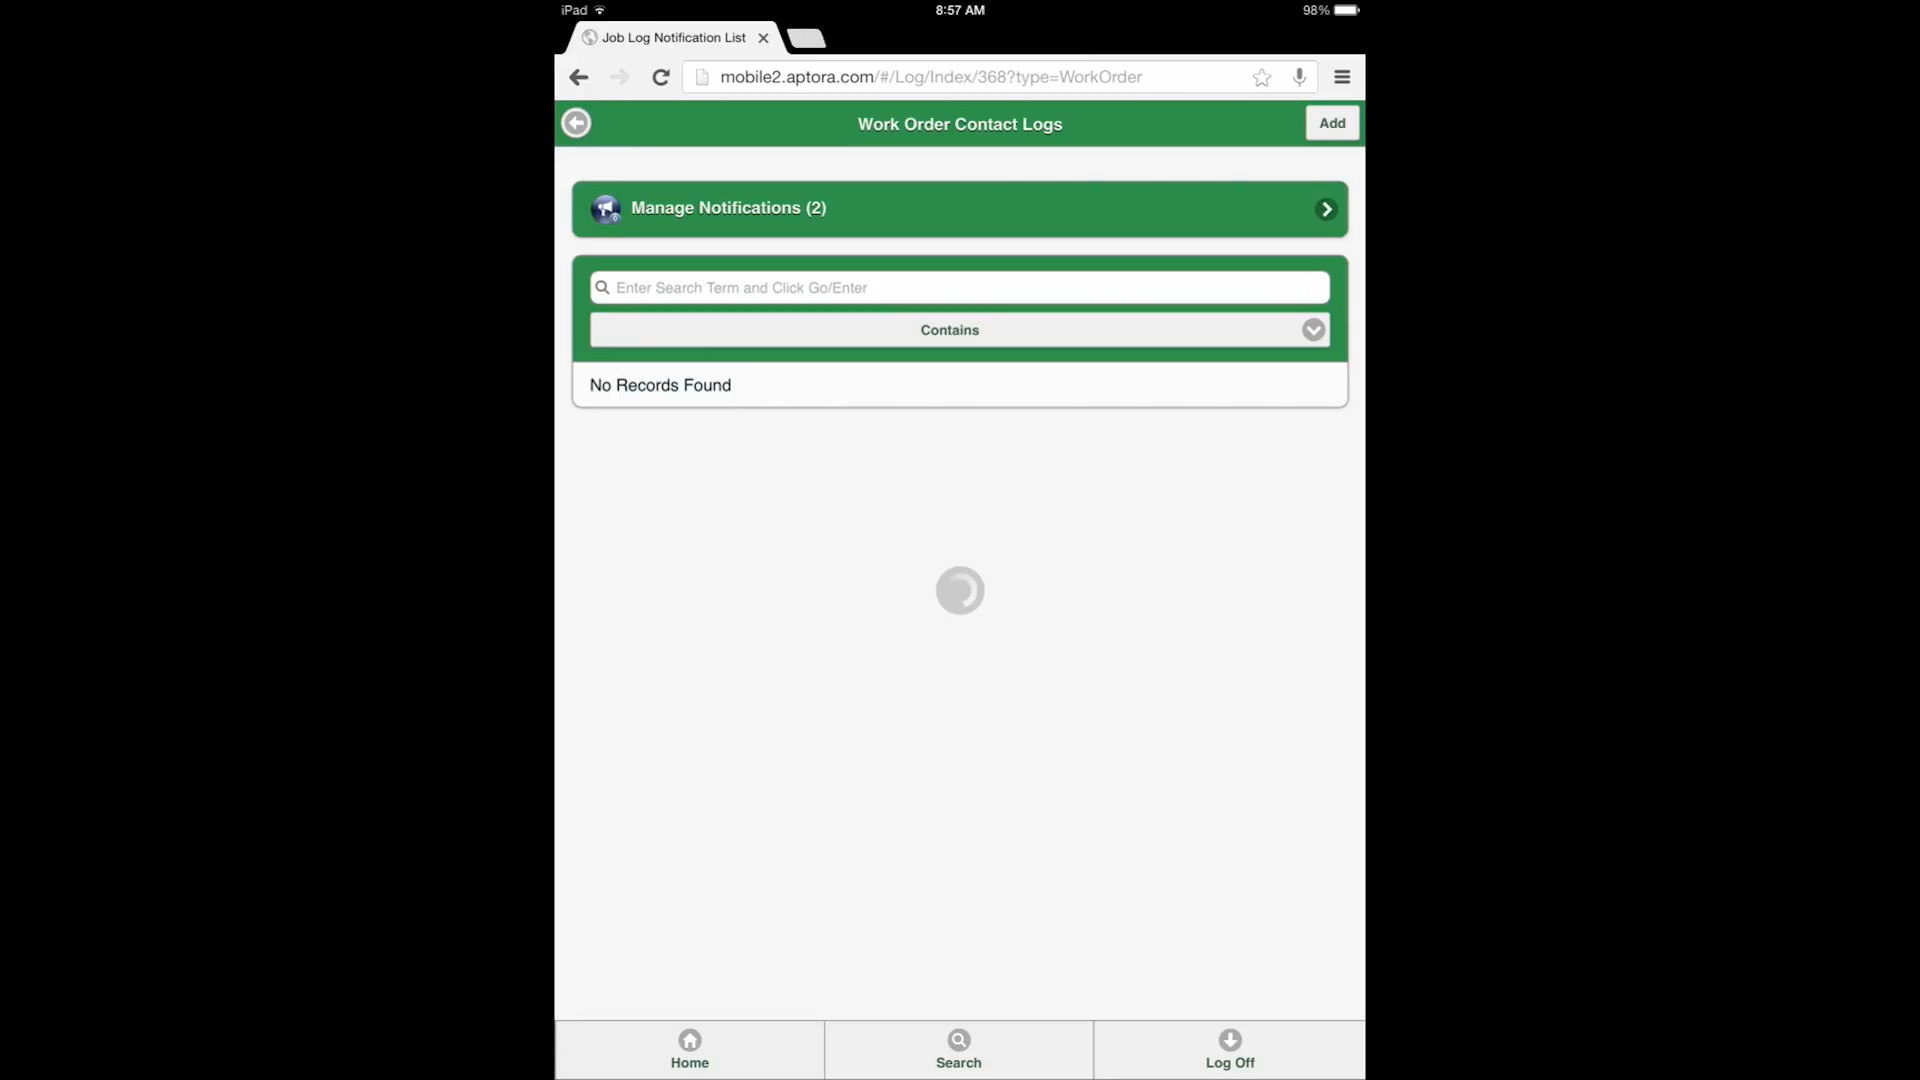 iPad 8:57 AM 98%
Job Log Notification List
mobile2.aptora.com/#/Log/Index/368?type=WorkOrder
Work Order Contact Logs
Add
Manage Notifications (2)
Enter Search Term and Click Go/Enter
Contains
No Records Found
Home Search Log Off